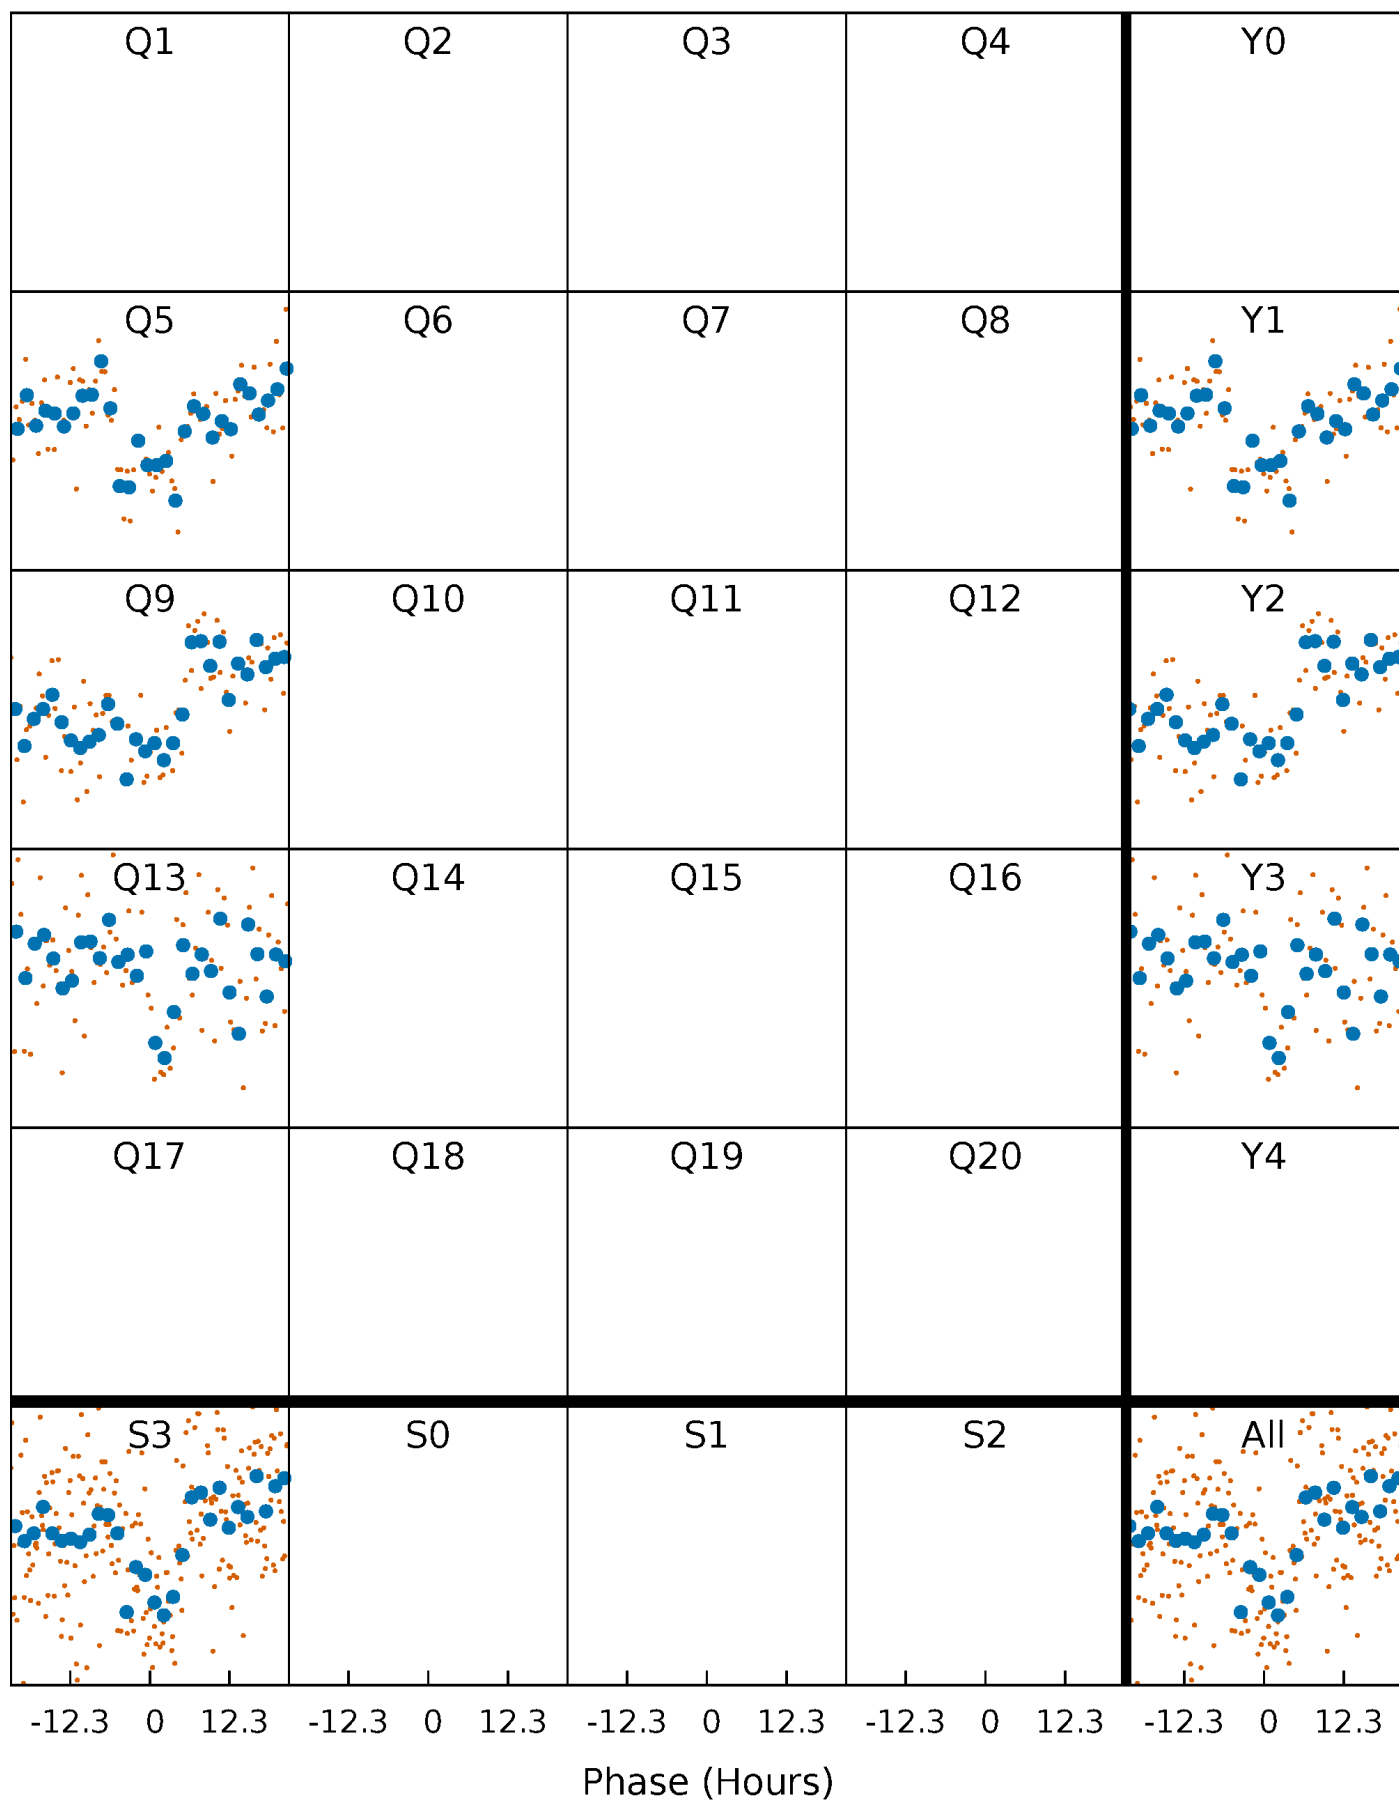 Q1 Q2 Q3 Q4 Y0
Q5 Q6 Q7 Q8 Y1
Q9 Q10 Q11 Q12 Y2
Q13 Q14 Q15 Q16 Y3
Q17 Q18 Q19 Q20 Y4
S3 S0 S1 S2 All
-12.3 0 12.3 -12.3 0 12.3 -12.3 0 12.3 -12.3 0 12.3 -12.3 0 12.3
Phase (Hours)